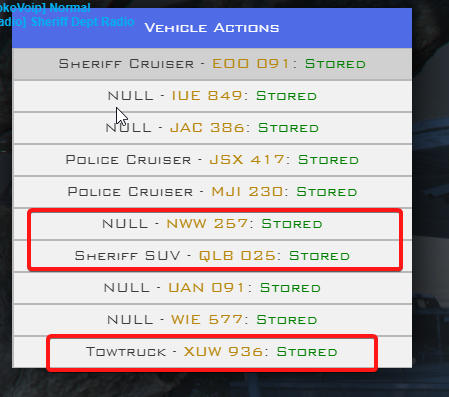 okoVoip] Normal
adio] Sheriff Dept Radio
Vehicle Actions
Sheriff Cruiser - EOO 091: Stored
NULL - IUE 849: Stored
NULL - JAC 386: Stored
Police Cruiser - JSX 417: Stored
Police Cruiser - MJI 230: Stored
NULL - NWW 257: Stored
Sheriff SUV - QLB 025: Stored
NULL - UAN 091: Stored
NULL - WIE 577: Stored
Towtruck - XUW 936: Stored